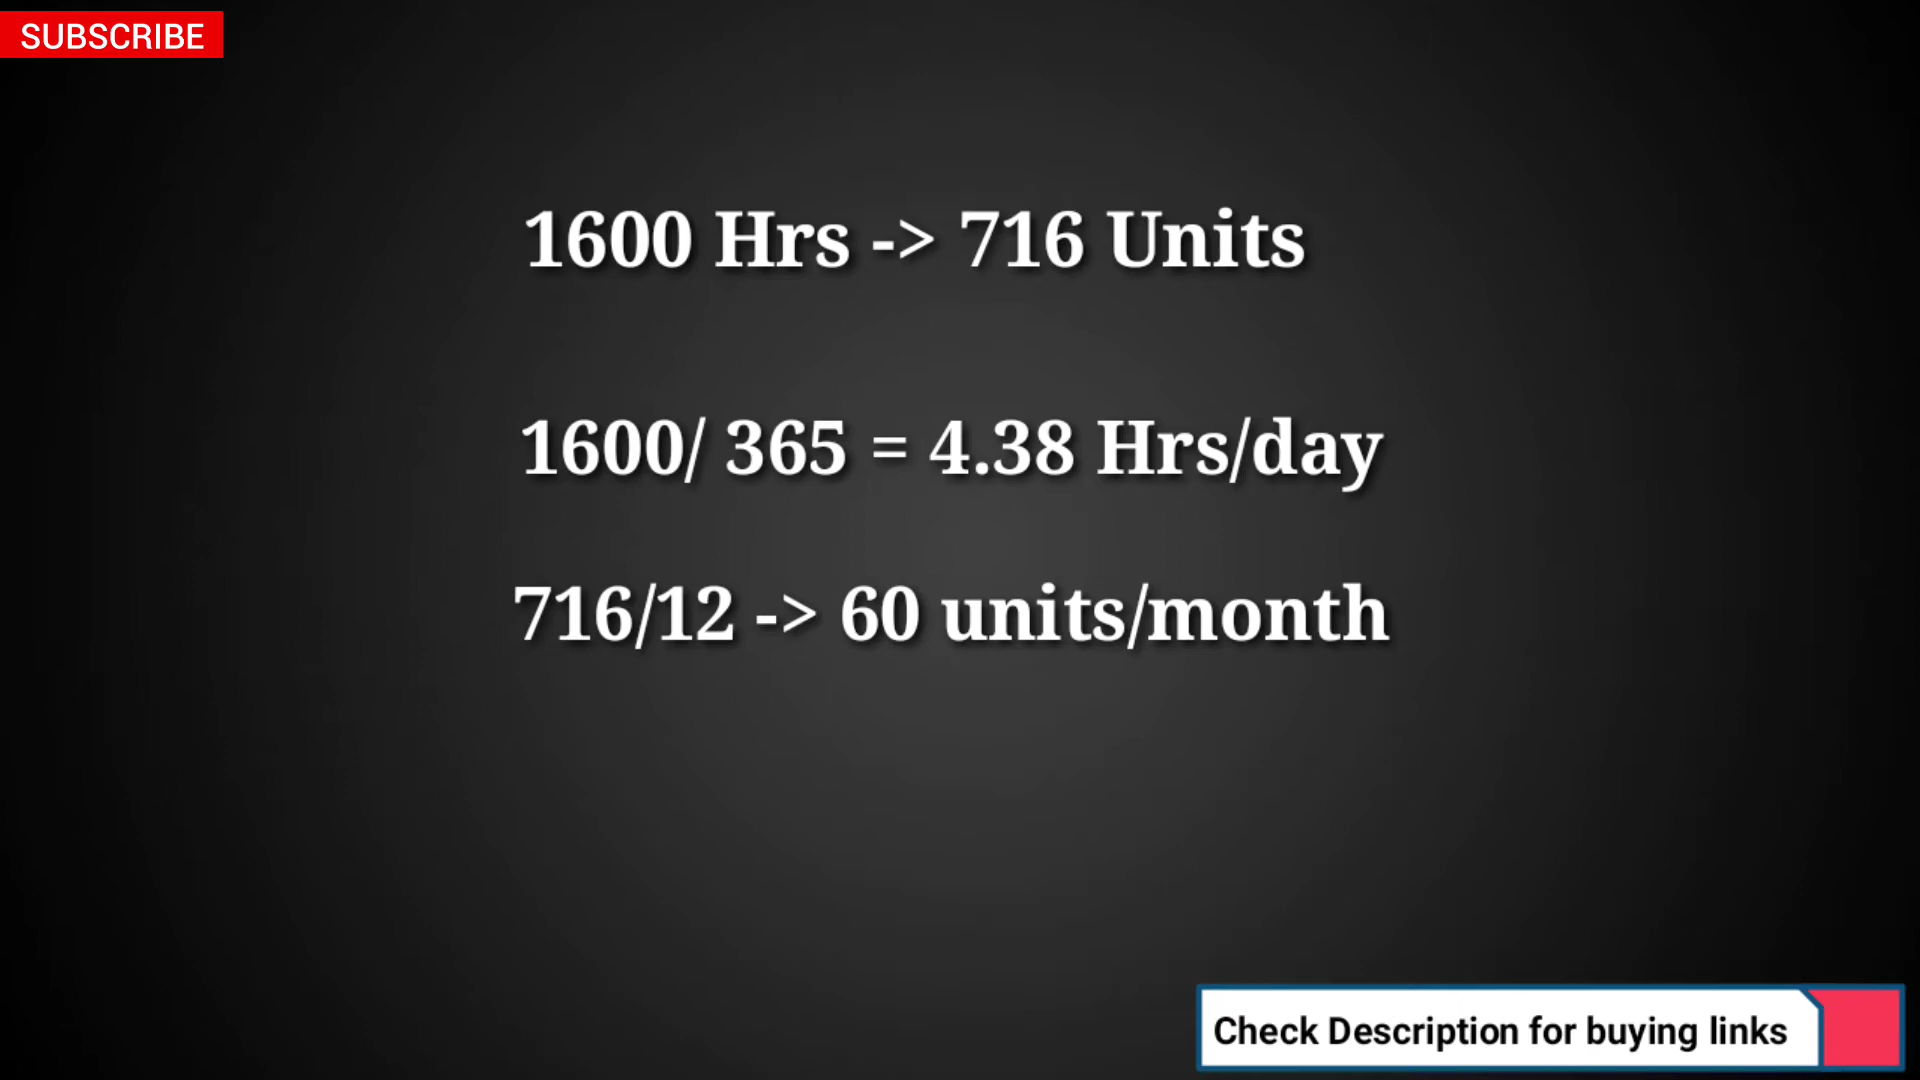 SUBSCRIBE
1600 Hrs -> 716 Units
1600/ 365 = 4.38 Hrs/day
716/12 -> 60 units/month
Check Description for buying links